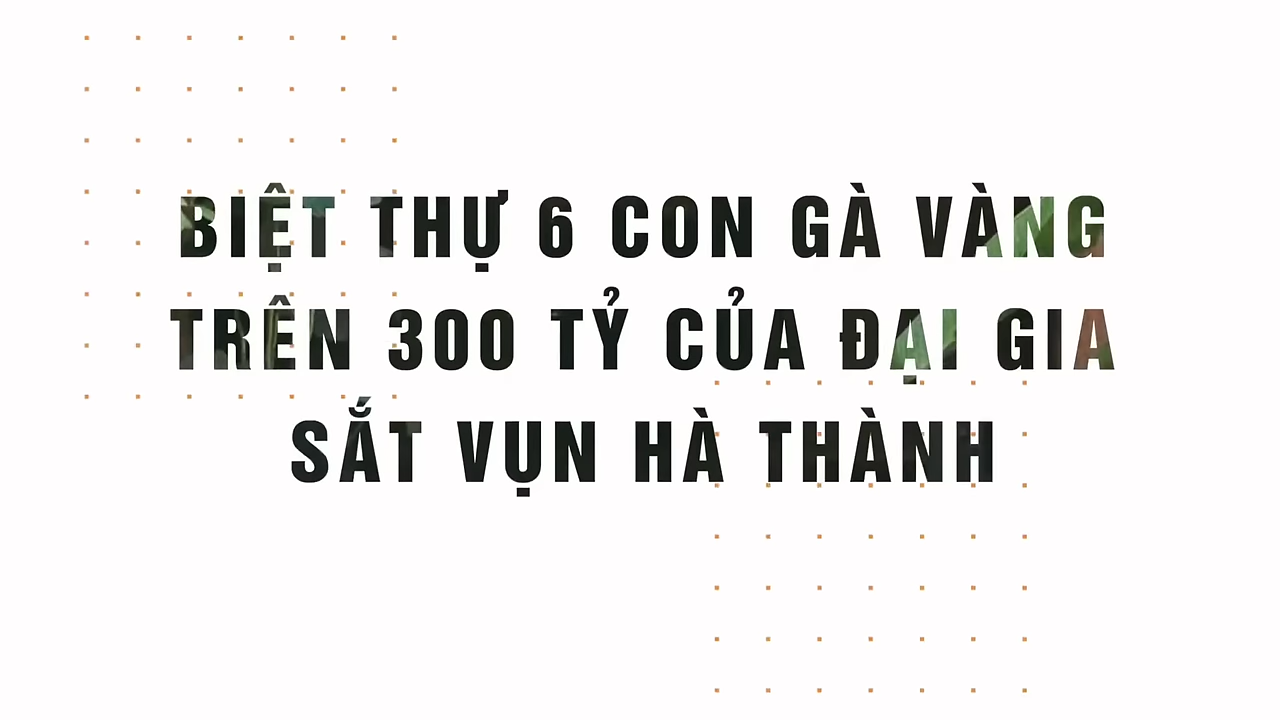 BIỆT THỰ 6 CON GÀ VÀNG
TRÊN 300 TỶ CỦA ĐẠI GIA
SẮT VỤN HÀ THÀNH